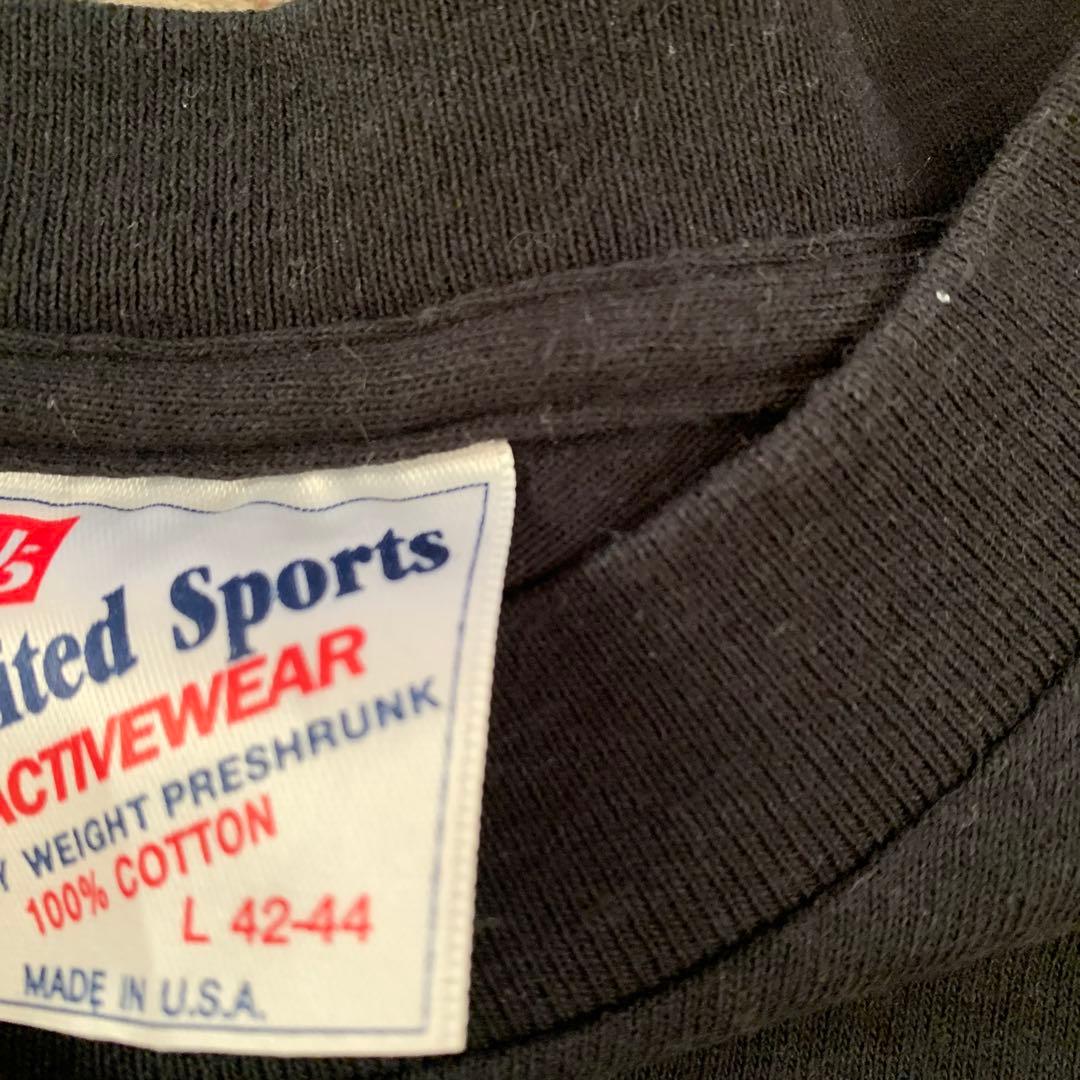 ited Sports
ACTIVEWEAR
Y WEIGHT PRESHRUNK
100% COTTON
L 42-44
MADE IN U.S.A.